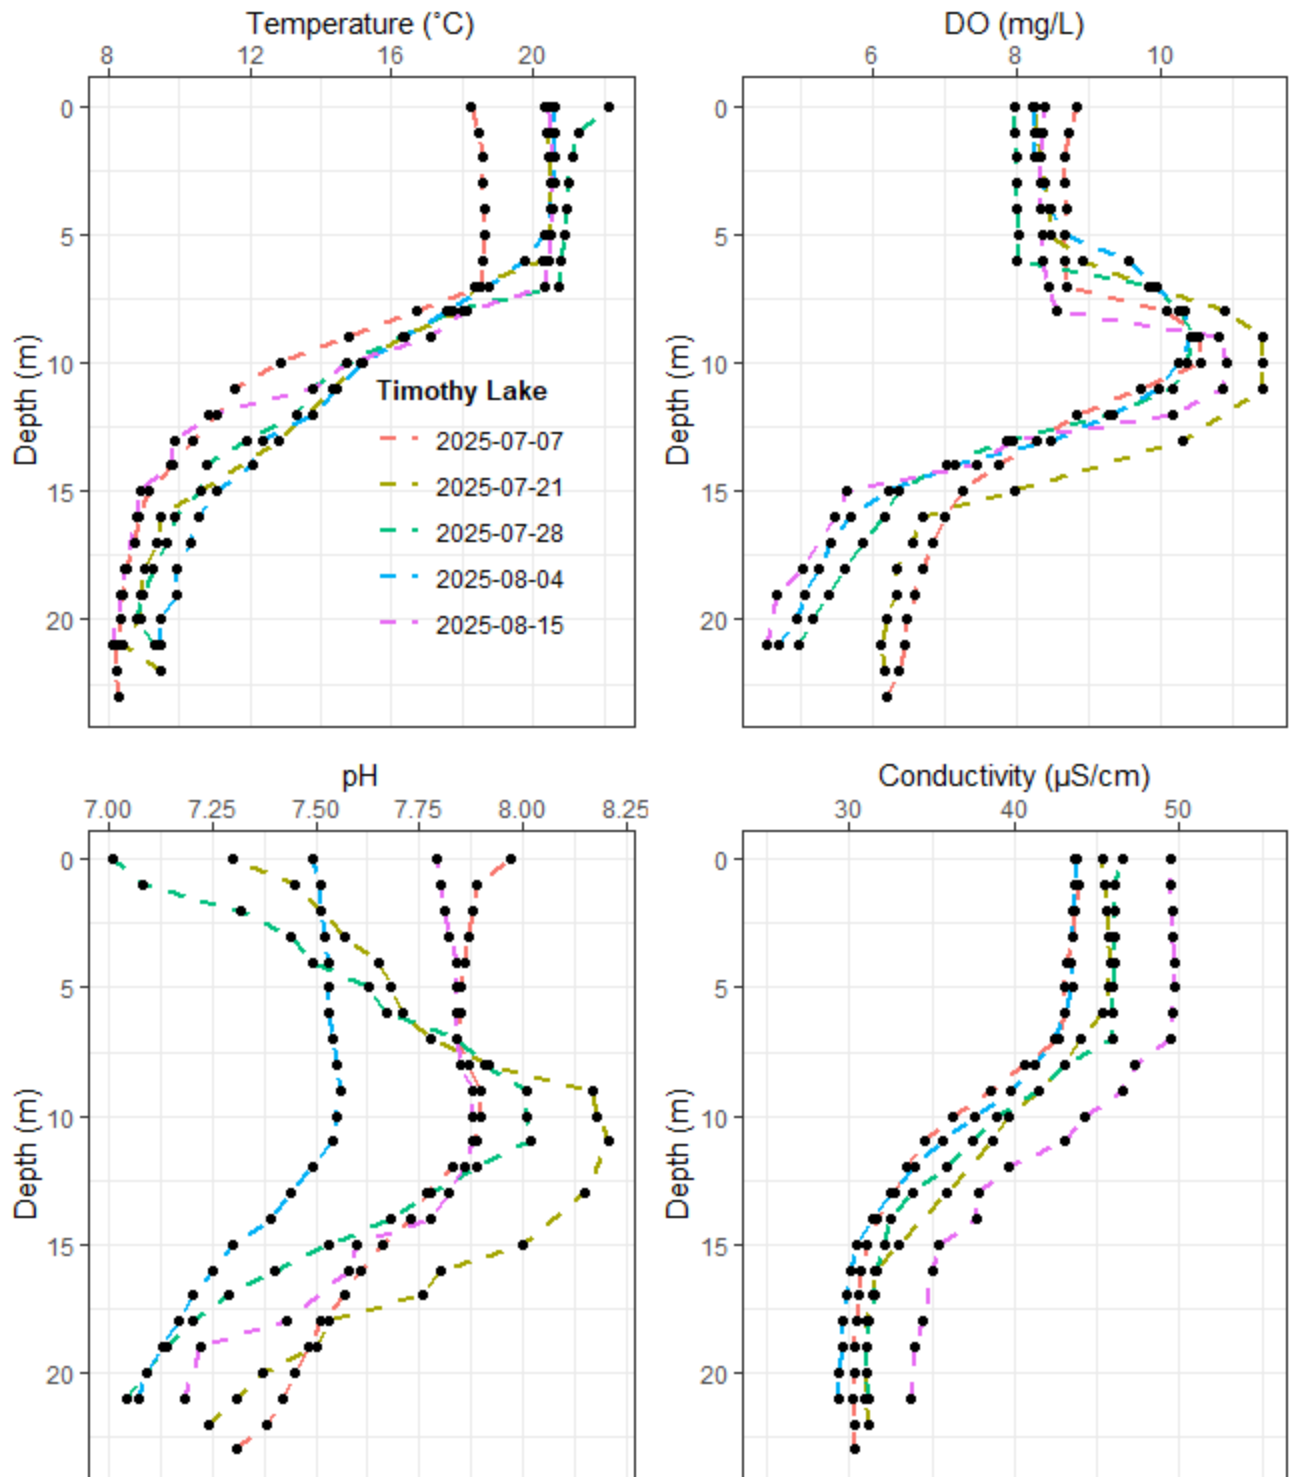 Temperature (°C)
8 12 16 20
0
5
10
15
20
Depth (m)
Timothy Lake
2025-07-07
2025-07-21
2025-07-28
2025-08-04
2025-08-15
DO (mg/L)
6 8 10
0
5
10
15
20
Depth (m)
pH
7.00 7.25 7.50 7.75 8.00 8.25
0
5
10
15
20
Depth (m)
Conductivity (µS/cm)
30 40 50
0
5
10
15
20
Depth (m)